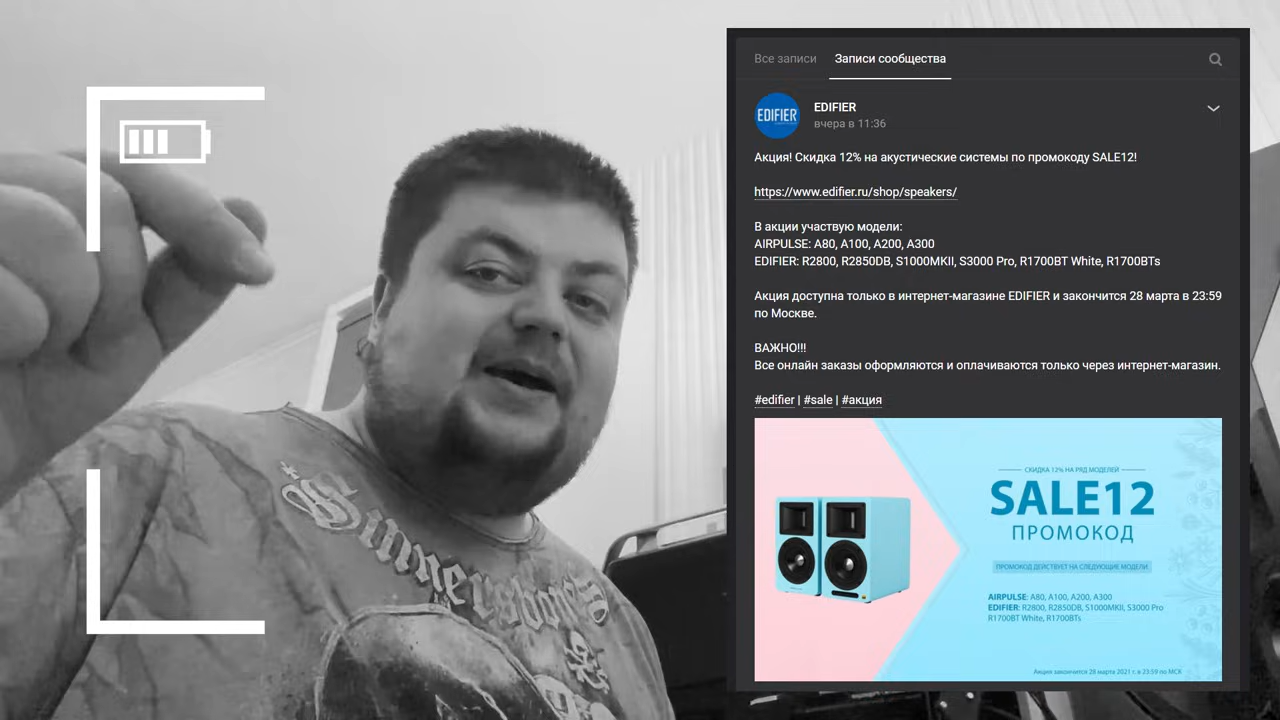 Все записи
Записи сообщества
EDIFIER
EDIFIER
вчера в 11:36
Акция! Скидка 12% на акустические системы по промокоду SALE12!
https://www.edifier.ru/shop/speakers/
В акции участвую модели:
AIRPULSE: A80, A100, A200, A300
EDIFIER: R2800, R2850DB, S1000MKII, S3000 Pro, R1700BT White, R1700BTs
Акция доступна только в интернет-магазине EDIFIER и закончится 28 марта в 23:59
по Москве.
ВАЖНО!!!
Все онлайн заказы оформляются и оплачиваются только через интернет-магазин.
#edifier | #sale | #акция
СКИДКА 12% НА РЯД МОДЕЛЕЙ
SALE12
ПРОМОКОД
ПРОМОКОД ДЕЙСТВУЕТ НА СЛЕДУЮЩИЕ МОДЕЛИ
AIRPULSE: A80, A100, A200, A300
EDIFIER: R2800, R2850DB, S1000MKII, S3000 Pro
R1700BT White, R1700BTs
Акция закончится 28 марта 2021 г. в 23:59 по МСК